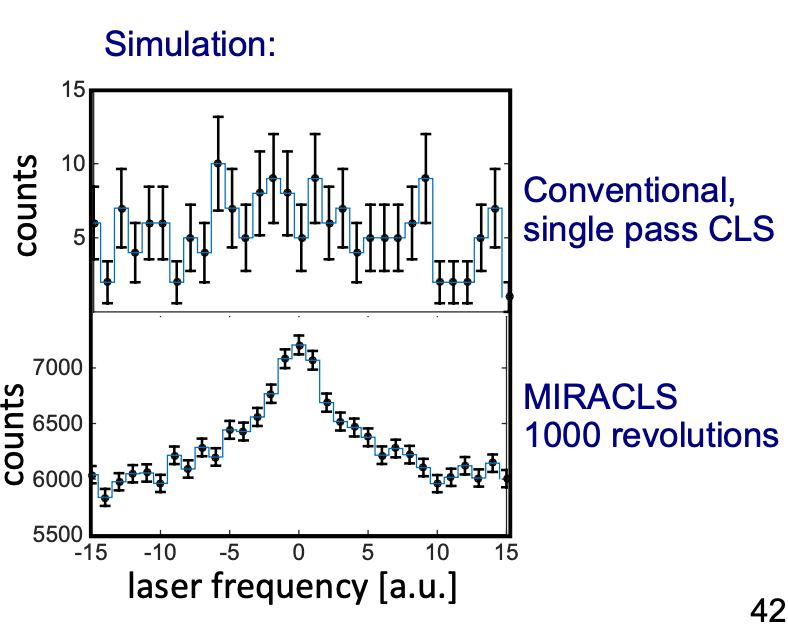 Simulation:
15
10
5
counts
Conventional,
single pass CLS
7000
6500
6000
5500
counts
MIRACLS
1000 revolutions
-15 -10 -5 0 5 10 15
laser frequency [a.u.]
42